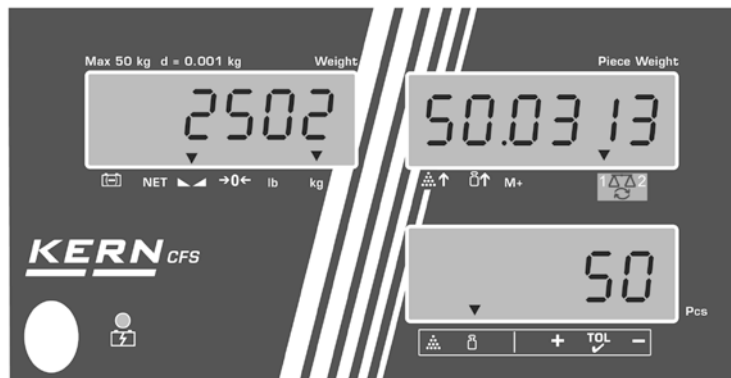 Max 50 kg d = 0.001 kg Weight
Piece Weight
2502
50.0313
NET →0← lb kg
M+ 1 2
KERN CFS
50
Pcs
+ TOL −